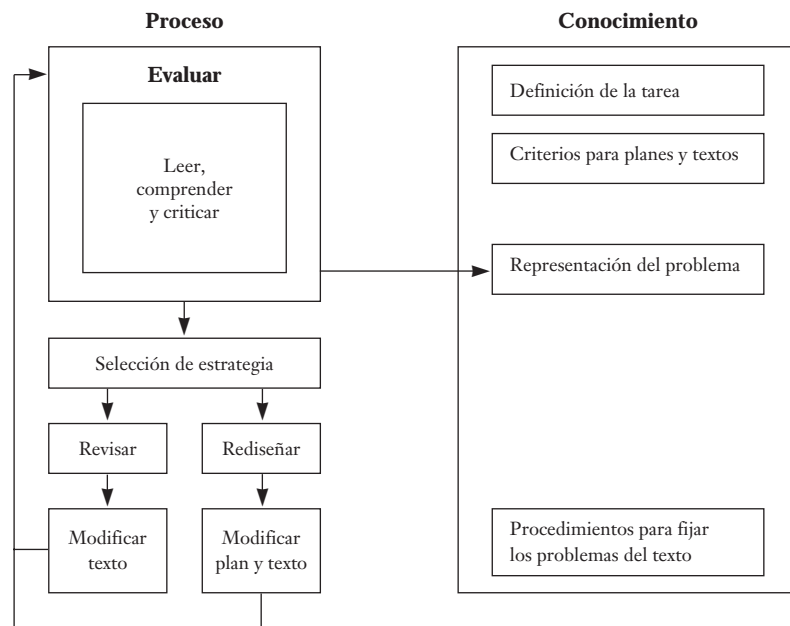 Proceso
Evaluar
Leer,
comprender
y criticar
Selección de estrategia
Revisar
Rediseñar
Modificar
texto
Modificar
plan y texto
Conocimiento
Definición de la tarea
Criterios para planes y textos
Representación del problema
Procedimientos para fijar
los problemas del texto